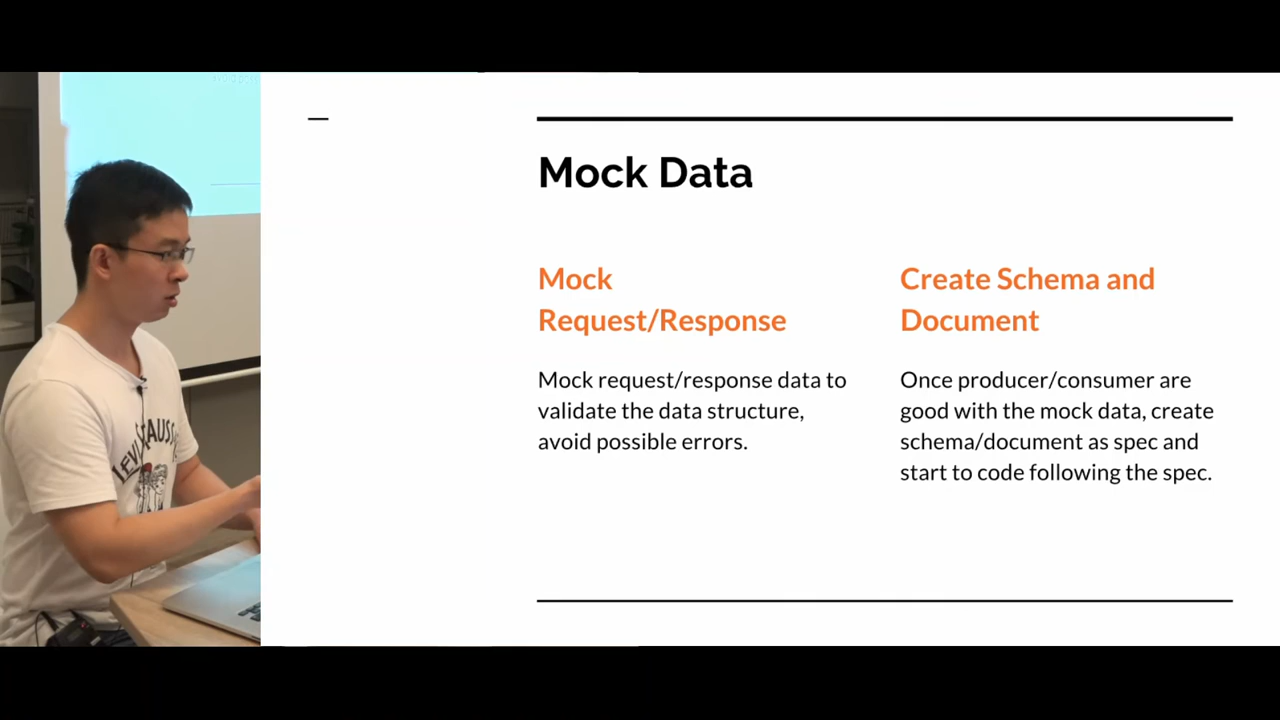 Mock Data
Mock
Request/Response
Mock request/response data to
validate the data structure,
avoid possible errors.
Create Schema and
Document
Once producer/consumer are
good with the mock data, create
schema/document as spec and
start to code following the spec.